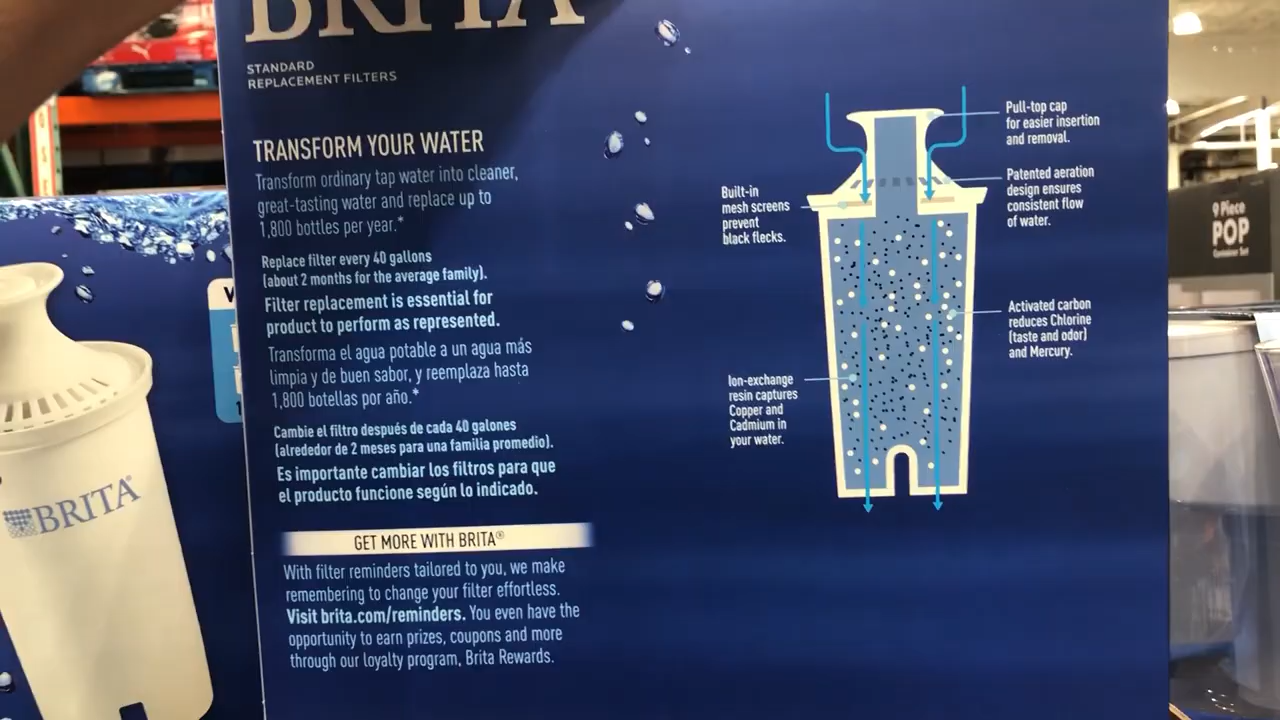 BRITA
STANDARD
REPLACEMENT FILTERS
TRANSFORM YOUR WATER
Transform ordinary tap water into cleaner,
great-tasting water and replace up to
1,800 bottles per year.*
Replace filter every 40 gallons
(about 2 months for the average family).
Filter replacement is essential for
product to perform as represented.
Transforma el agua potable a un agua más
limpia y de buen sabor, y reemplaza hasta
1,800 botellas por año.*
Cambie el filtro después de cada 40 galones
(alrededor de 2 meses para una familia promedio).
Es importante cambiar los filtros para que
el producto funcione según lo indicado.
GET MORE WITH BRITA®
With filter reminders tailored to you, we make
remembering to change your filter effortless.
Visit brita.com/reminders. You even have the
opportunity to earn prizes, coupons and more
through our loyalty program, Brita Rewards.
Built-in
mesh screens
prevent
black flecks.
Ion-exchange
resin captures
Copper and
Cadmium in
your water.
Pull-top cap
for easier insertion
and removal.
Patented aeration
design ensures
consistent flow
of water.
Activated carbon
reduces Chlorine
(taste and odor)
and Mercury.
BRITA®
9 Piece
POP
Container Set